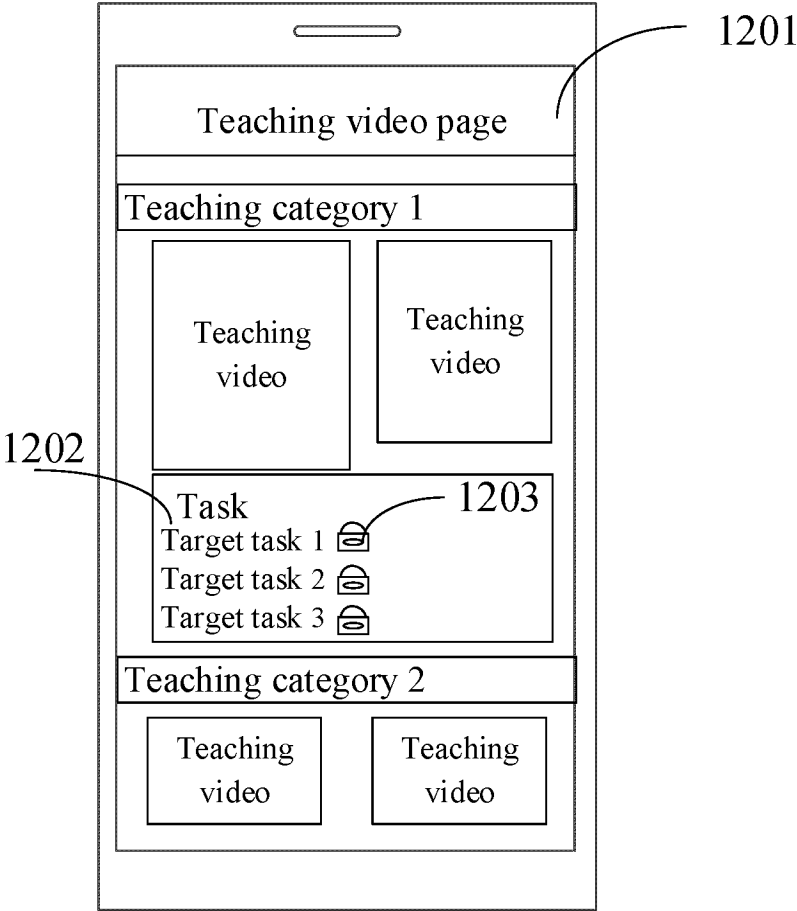 1201
Teaching video page
Teaching category 1
Teaching
video
Teaching
video
1202
Task
1203
Target task 1
Target task 2
Target task 3
Teaching category 2
Teaching
video
Teaching
video